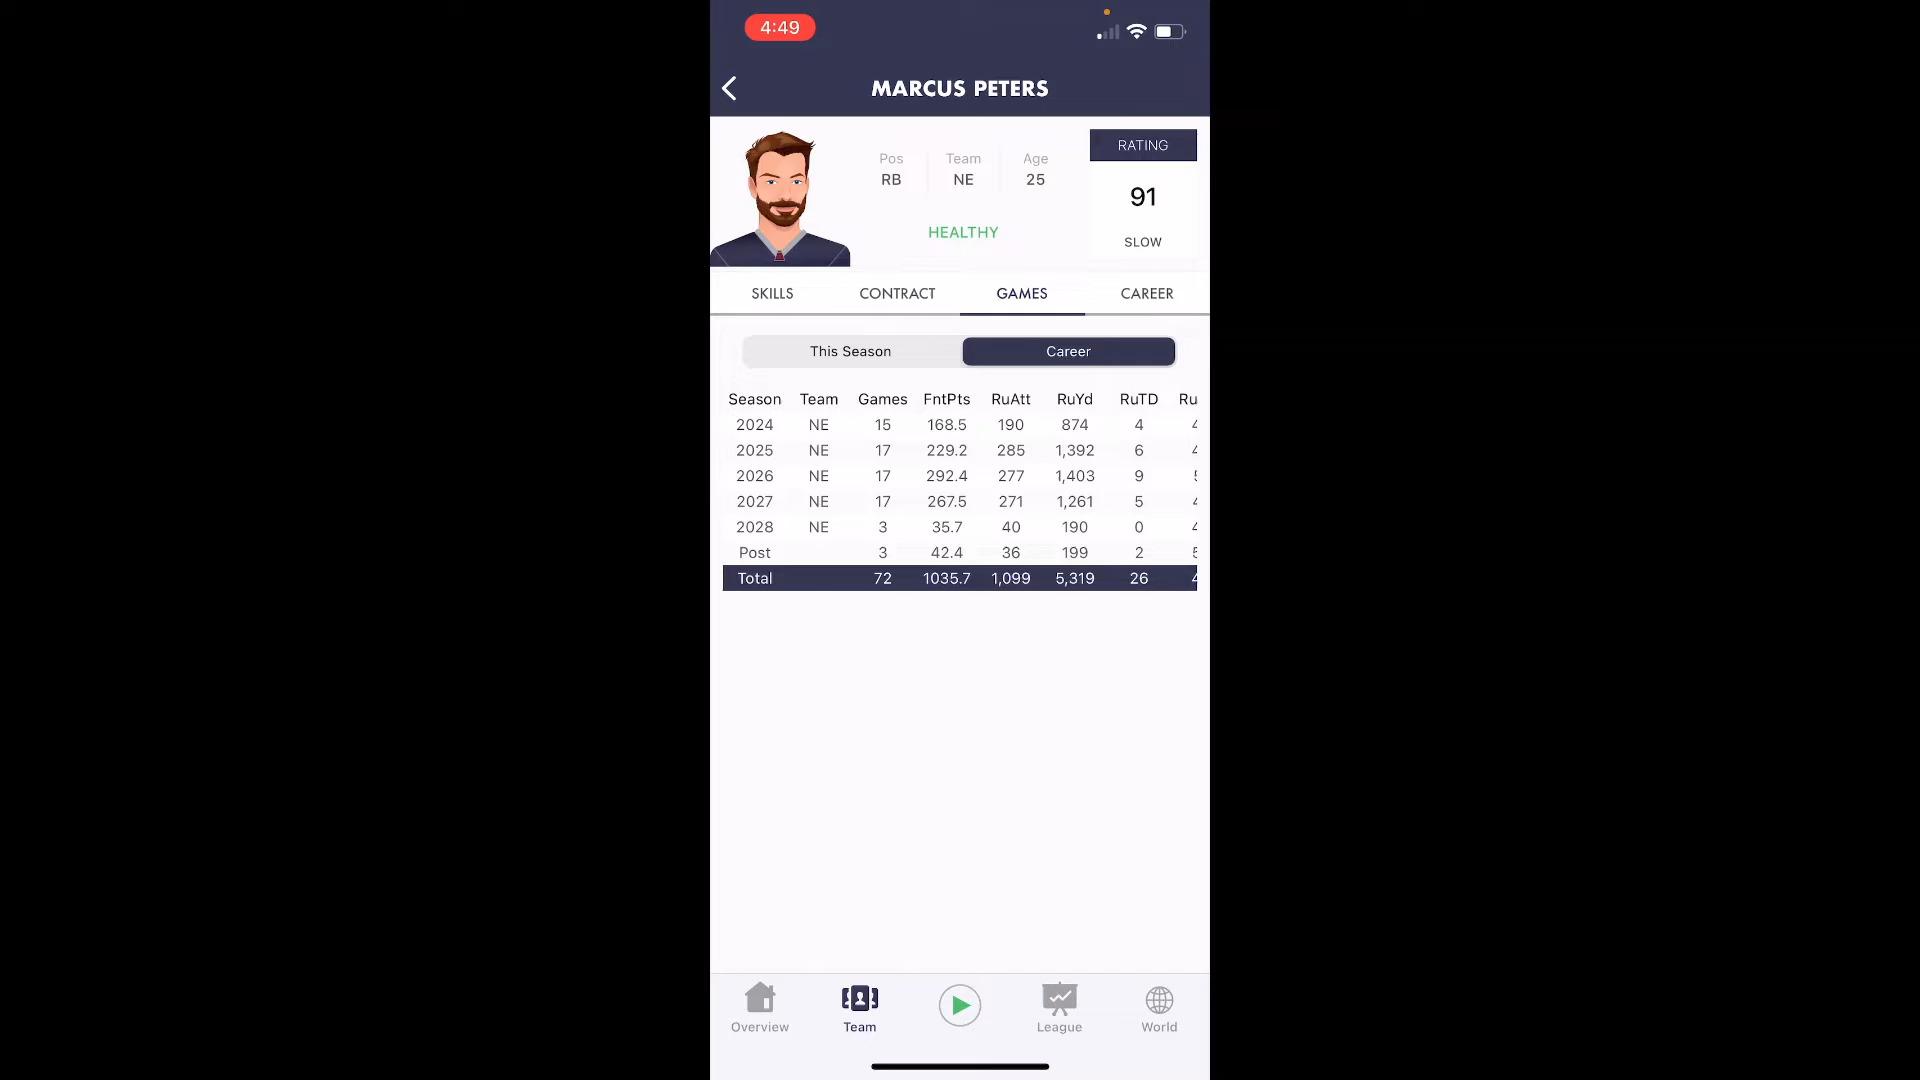 4:49
MARCUS PETERS
Pos Team Age
RB NE 25
HEALTHY
RATING
91
SLOW
SKILLS CONTRACT GAMES CAREER
This Season Career
Season Team Games FntPts RuAtt RuYd RuTD Ru
2024 NE 15 168.5 190 874 4
2025 NE 17 229.2 285 1,392 6
2026 NE 17 292.4 277 1,403 9
2027 NE 17 267.5 271 1,261 5
2028 NE 3 35.7 40 190 0
Post 3 42.4 36 199 2
Total 72 1035.7 1,099 5,319 26
Overview Team League World